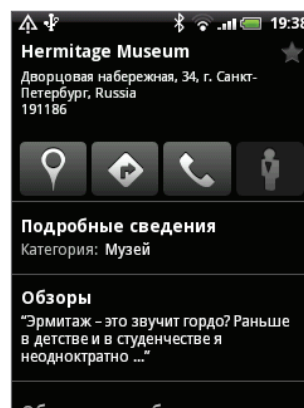 19:38
Hermitage Museum
Дворцовая набережная, 34, г. Санкт-
Петербург, Russia
191186
Подробные сведения
Категория: Музей
Обзоры
“Эрмитаж – это звучит гордо? Раньше
в детстве и в студенчестве я
неоднократно ...”